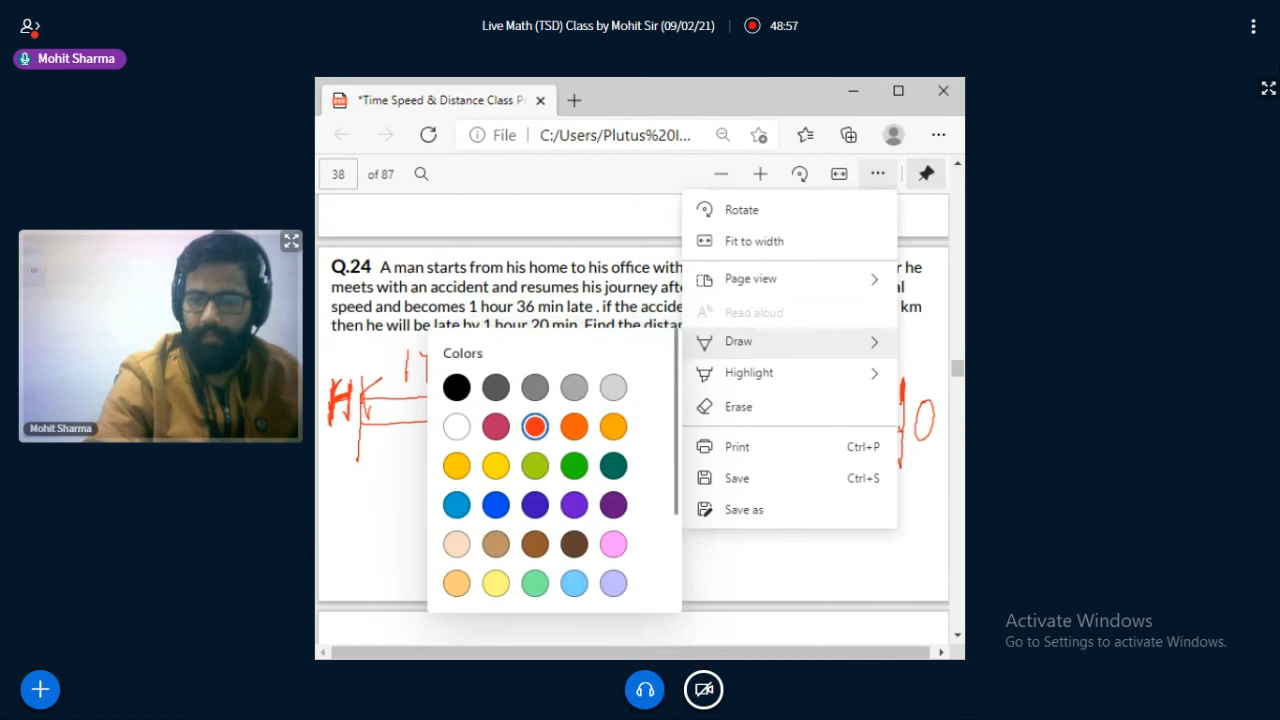 Live Math (TSD) Class by Mohit Sir (09/02/21)
48:57
Mohit Sharma
*Time Speed & Distance Class P
File
C:/Users/Plutus%20I...
38
of 87
Rotate
Fit to width
Page view
Read aloud
Draw
Highlight
Erase
Print Ctrl+P
Save Ctrl+S
Save as
Q.24 A man starts from his home to his office with he
meets with an accident and resumes his journey
speed and becomes 1 hour 36 min late . if the km
then he will be late by 1 hour 20 min. Find the
Colors
H
O
Mohit Sharma
Activate Windows
Go to Settings to activate Windows.